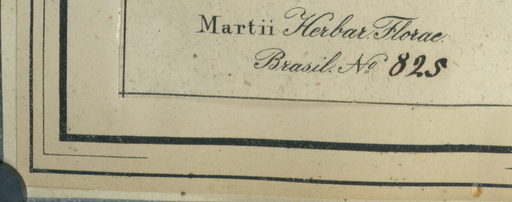 Martii Herbar. Florae.
Brasil. No 825